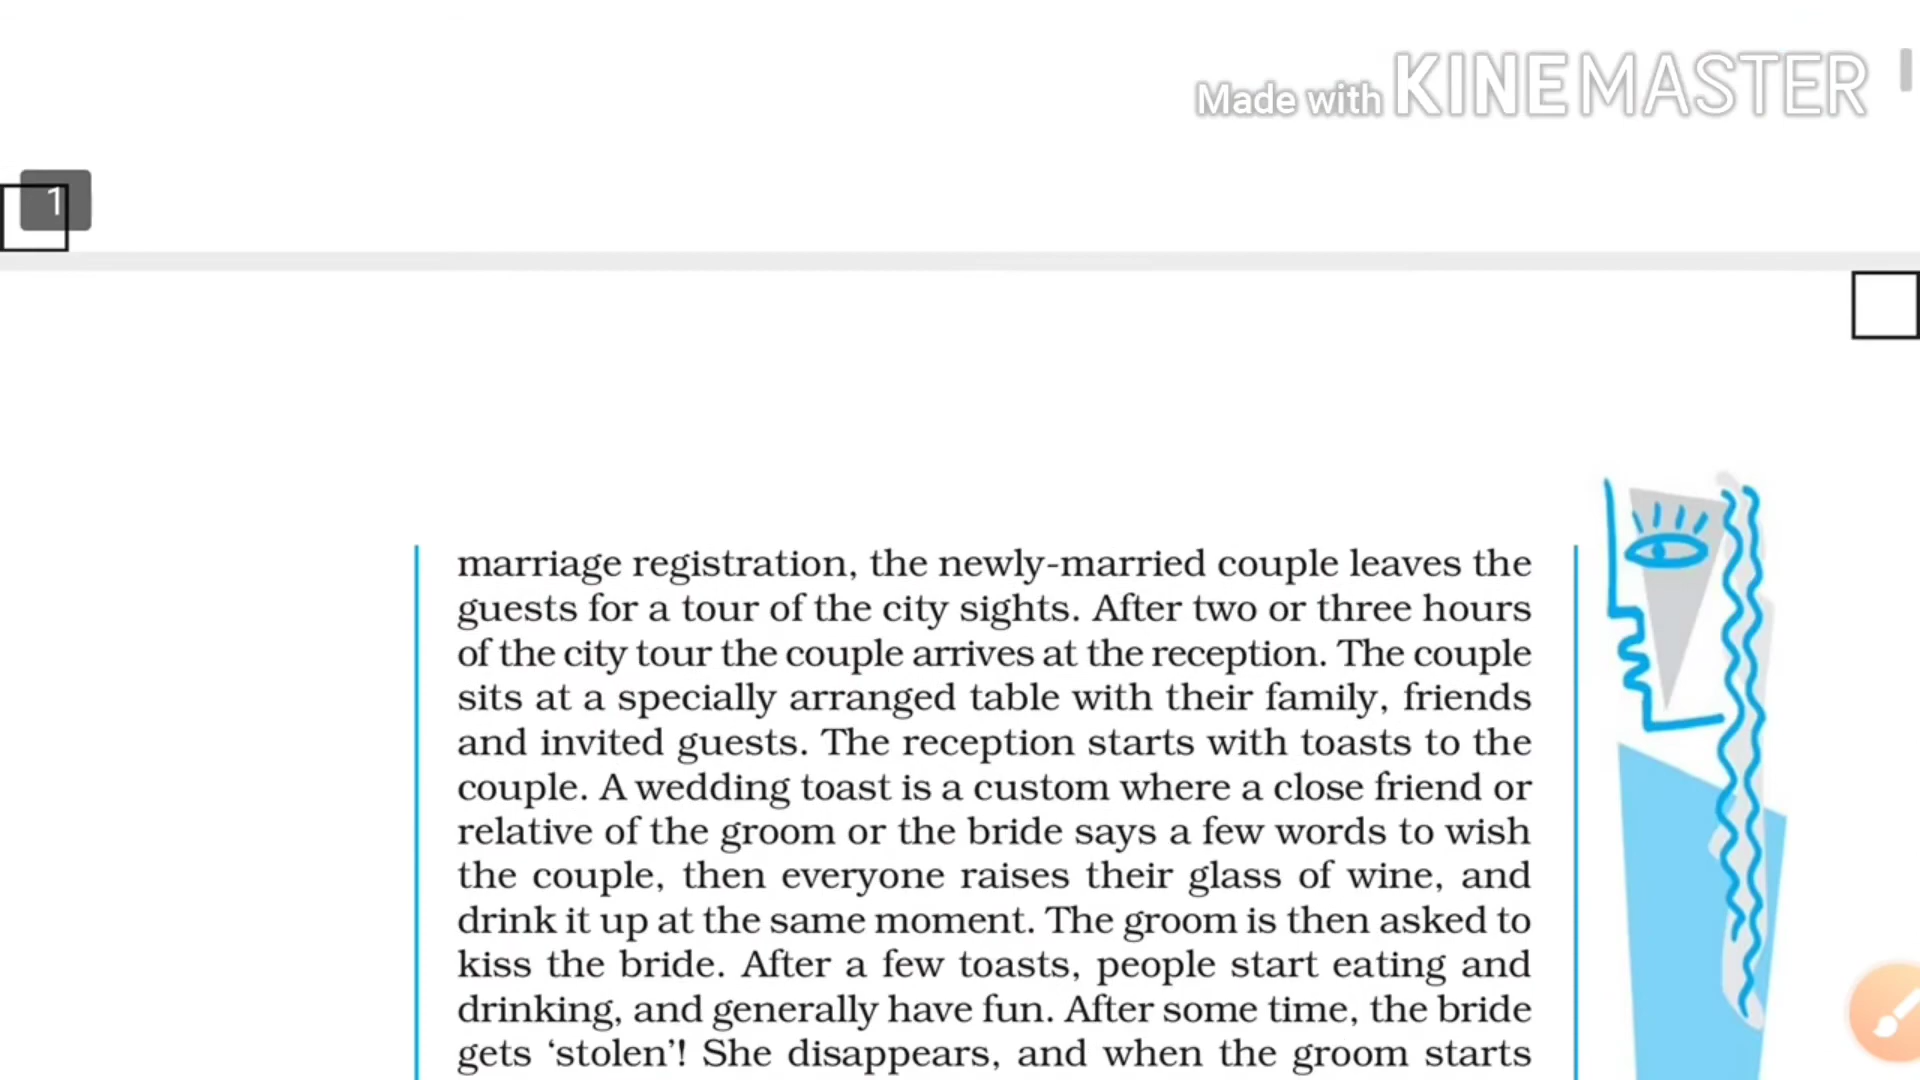 Made with KINEMASTER
1
marriage registration, the newly-married couple leaves the
guests for a tour of the city sights. After two or three hours
of the city tour the couple arrives at the reception. The couple
sits at a specially arranged table with their family, friends
and invited guests. The reception starts with toasts to the
couple. A wedding toast is a custom where a close friend or
relative of the groom or the bride says a few words to wish
the couple, then everyone raises their glass of wine, and
drink it up at the same moment. The groom is then asked to
kiss the bride. After a few toasts, people start eating and
drinking, and generally have fun. After some time, the bride
gets ‘stolen’! She disappears, and when the groom starts